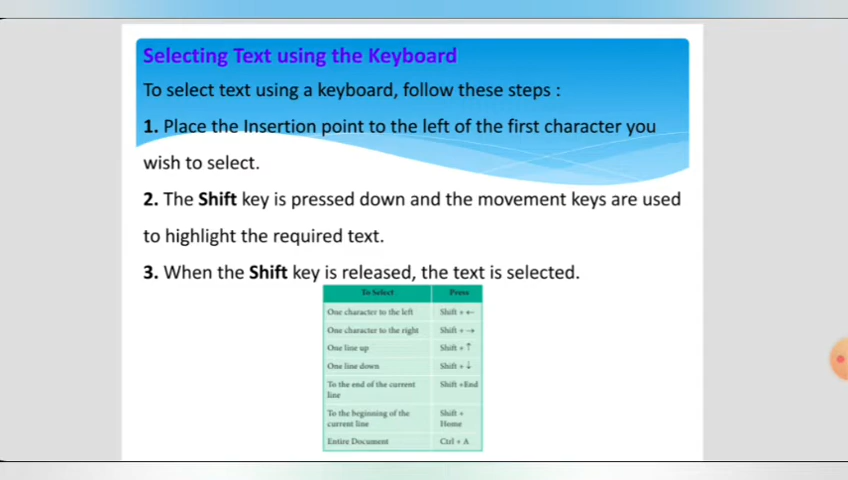 Selecting Text using the Keyboard
To select text using a keyboard, follow these steps :
1. Place the Insertion point to the left of the first character you
wish to select.
2. The Shift key is pressed down and the movement keys are used
to highlight the required text.
3. When the Shift key is released, the text is selected.
To Select Press
One character to the left Shift + ←
One character to the right Shift + →
One line up Shift + ↑
One line down Shift + ↓
To the end of the current Shift +End
line
To the beginning of the Shift +
current line Home
Entire Document Ctrl + A